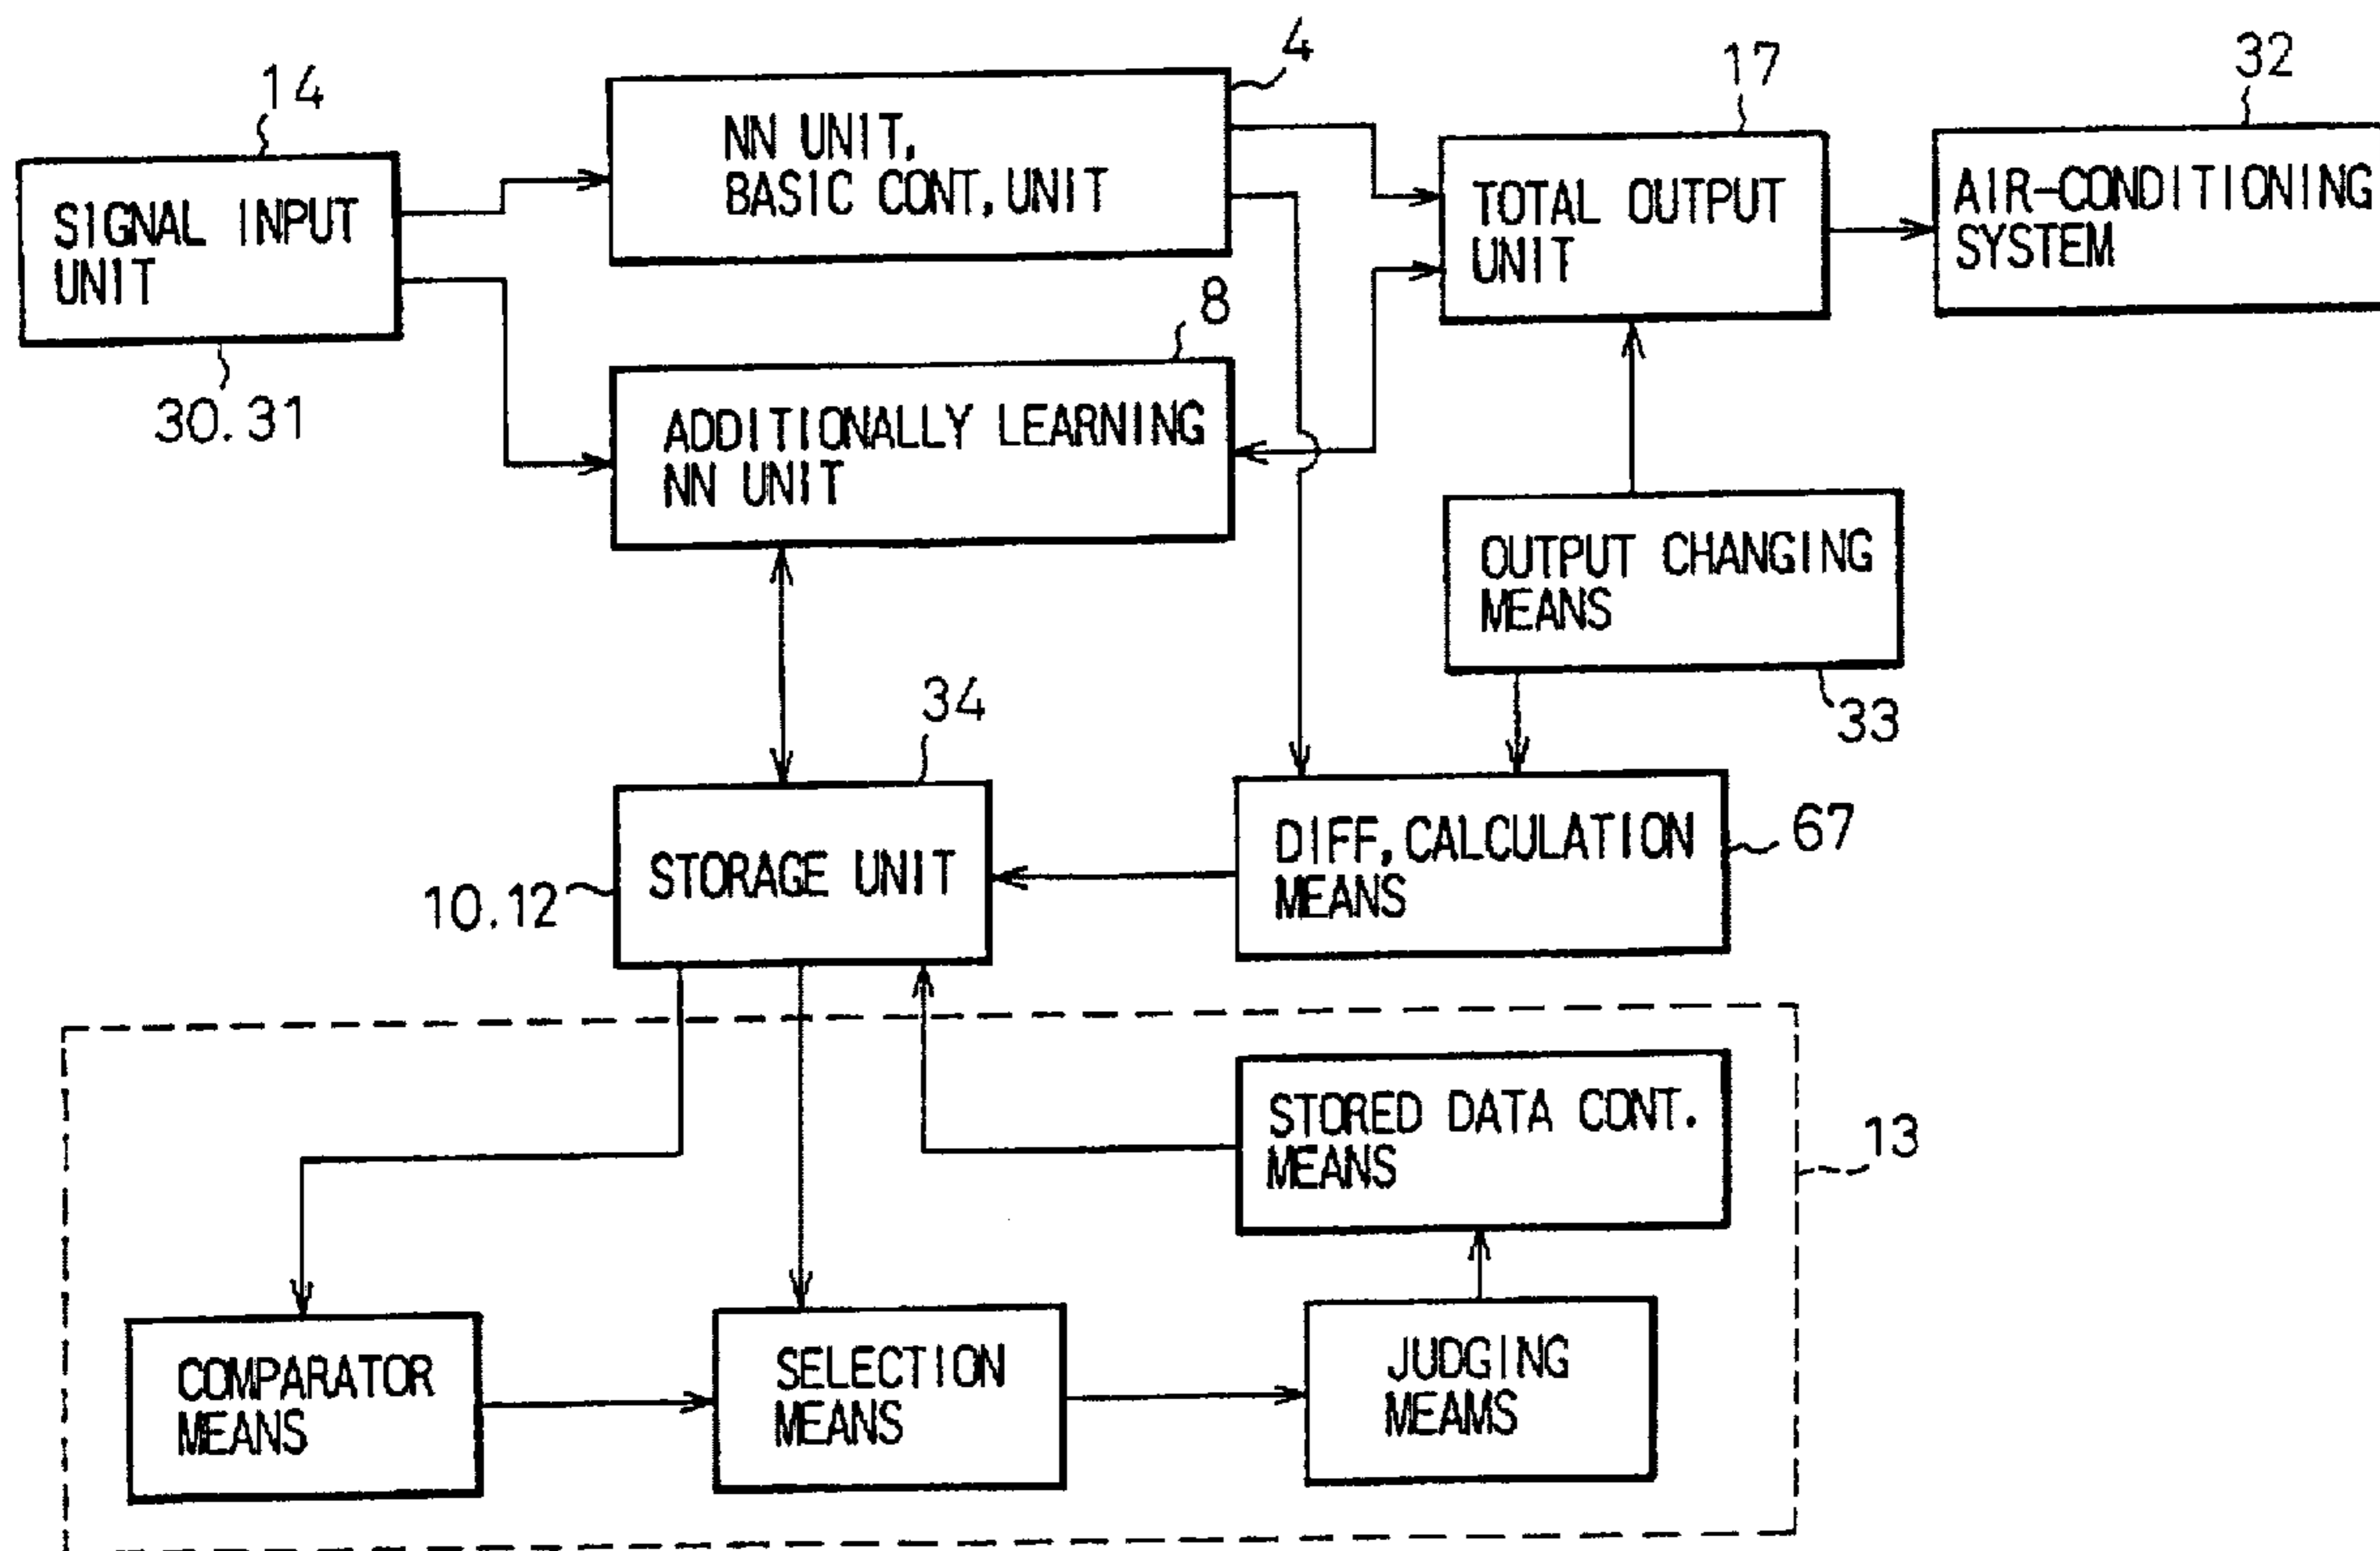 14
SIGNAL INPUT
UNIT
30.31
4
NN UNIT,
BASIC CONT, UNIT
8
ADDITIONALLY LEARNING
NN UNIT
17
TOTAL OUTPUT
UNIT
32
AIR-CONDITIONING
SYSTEM
OUTPUT CHANGING
MEANS
33
34
STORAGE UNIT
10.12
DIFF, CALCULATION
MEANS
67
STORED DATA CONT.
MEANS
13
COMPARATOR
MEANS
SELECTION
MEANS
JUDGING
MEAMS